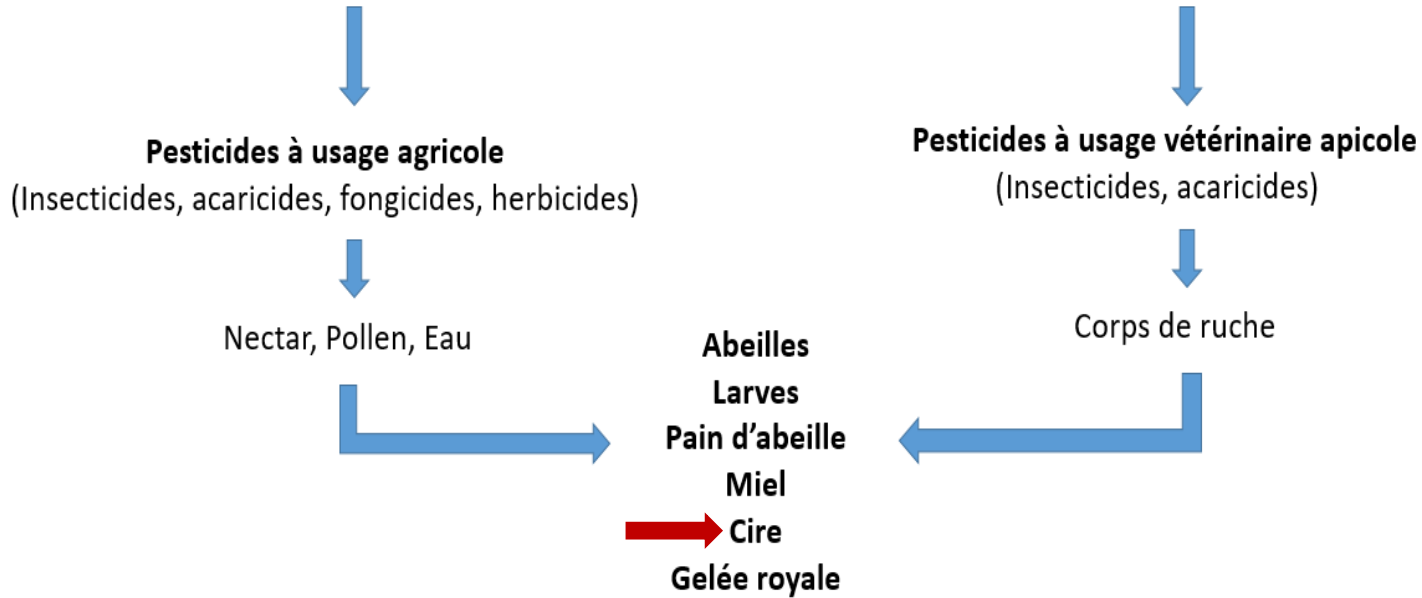 Pesticides à usage agricole
(Insecticides, acaricides, fongicides, herbicides)
Nectar, Pollen, Eau
Pesticides à usage vétérinaire apicole
(Insecticides, acaricides)
Corps de ruche
Abeilles
Larves
Pain d’abeille
Miel
Cire
Gelée royale